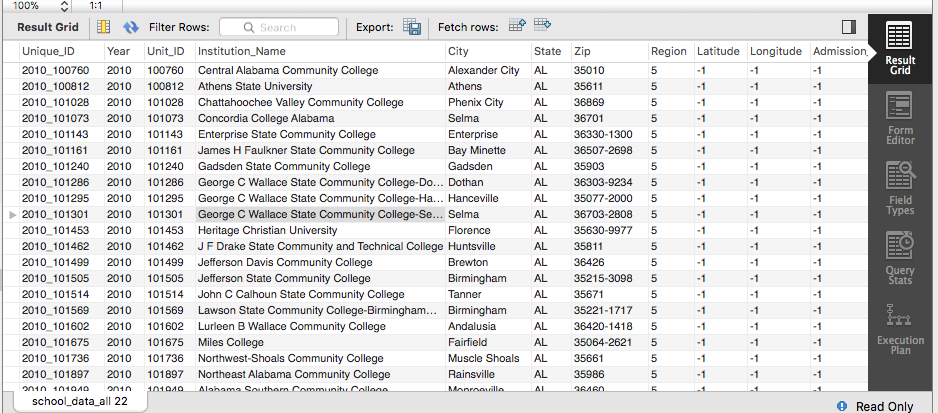 100% 1:1
Result Grid Filter Rows: Search Export: Fetch rows:
Unique_ID Year Unit_ID Institution_Name City State Zip Region Latitude Longitude Admission_
2010_100760 2010 100760 Central Alabama Community College Alexander City AL 35010 5 -1 -1 -1
2010_100812 2010 100812 Athens State University Athens AL 35611 5 -1 -1 -1
2010_101028 2010 101028 Chattahoochee Valley Community College Phenix City AL 36869 5 -1 -1 -1
2010_101073 2010 101073 Concordia College Alabama Selma AL 36701 5 -1 -1 -1
2010_101143 2010 101143 Enterprise State Community College Enterprise AL 36330-1300 5 -1 -1 -1
2010_101161 2010 101161 James H Faulkner State Community College Bay Minette AL 36507-2698 5 -1 -1 -1
2010_101240 2010 101240 Gadsden State Community College Gadsden AL 35903 5 -1 -1 -1
2010_101286 2010 101286 George C Wallace State Community College-Do... Dothan AL 36303-9234 5 -1 -1 -1
2010_101295 2010 101295 George C Wallace State Community College-Ha... Hanceville AL 35077-2000 5 -1 -1 -1
2010_101301 2010 101301 George C Wallace State Community College-Se... Selma AL 36703-2808 5 -1 -1 -1
2010_101453 2010 101453 Heritage Christian University Florence AL 35630-9977 5 -1 -1 -1
2010_101462 2010 101462 J F Drake State Community and Technical College Huntsville AL 35811 5 -1 -1 -1
2010_101499 2010 101499 Jefferson Davis Community College Brewton AL 36426 5 -1 -1 -1
2010_101505 2010 101505 Jefferson State Community College Birmingham AL 35215-3098 5 -1 -1 -1
2010_101514 2010 101514 John C Calhoun State Community College Tanner AL 35671 5 -1 -1 -1
2010_101569 2010 101569 Lawson State Community College-Birmingham... Birmingham AL 35221-1717 5 -1 -1 -1
2010_101602 2010 101602 Lurleen B Wallace Community College Andalusia AL 36420-1418 5 -1 -1 -1
2010_101675 2010 101675 Miles College Fairfield AL 35064-2621 5 -1 -1 -1
2010_101736 2010 101736 Northwest-Shoals Community College Muscle Shoals AL 35661 5 -1 -1 -1
2010_101897 2010 101897 Northeast Alabama Community College Rainsville AL 35986 5 -1 -1 -1
2010_101949 2010 101949 Alabama Southern Community College Monroeville AL 36460 5 -1 -1 -1
school_data_all 22
Read Only
Result
Grid
Form
Editor
Field
Types
Query
Stats
Execution
Plan